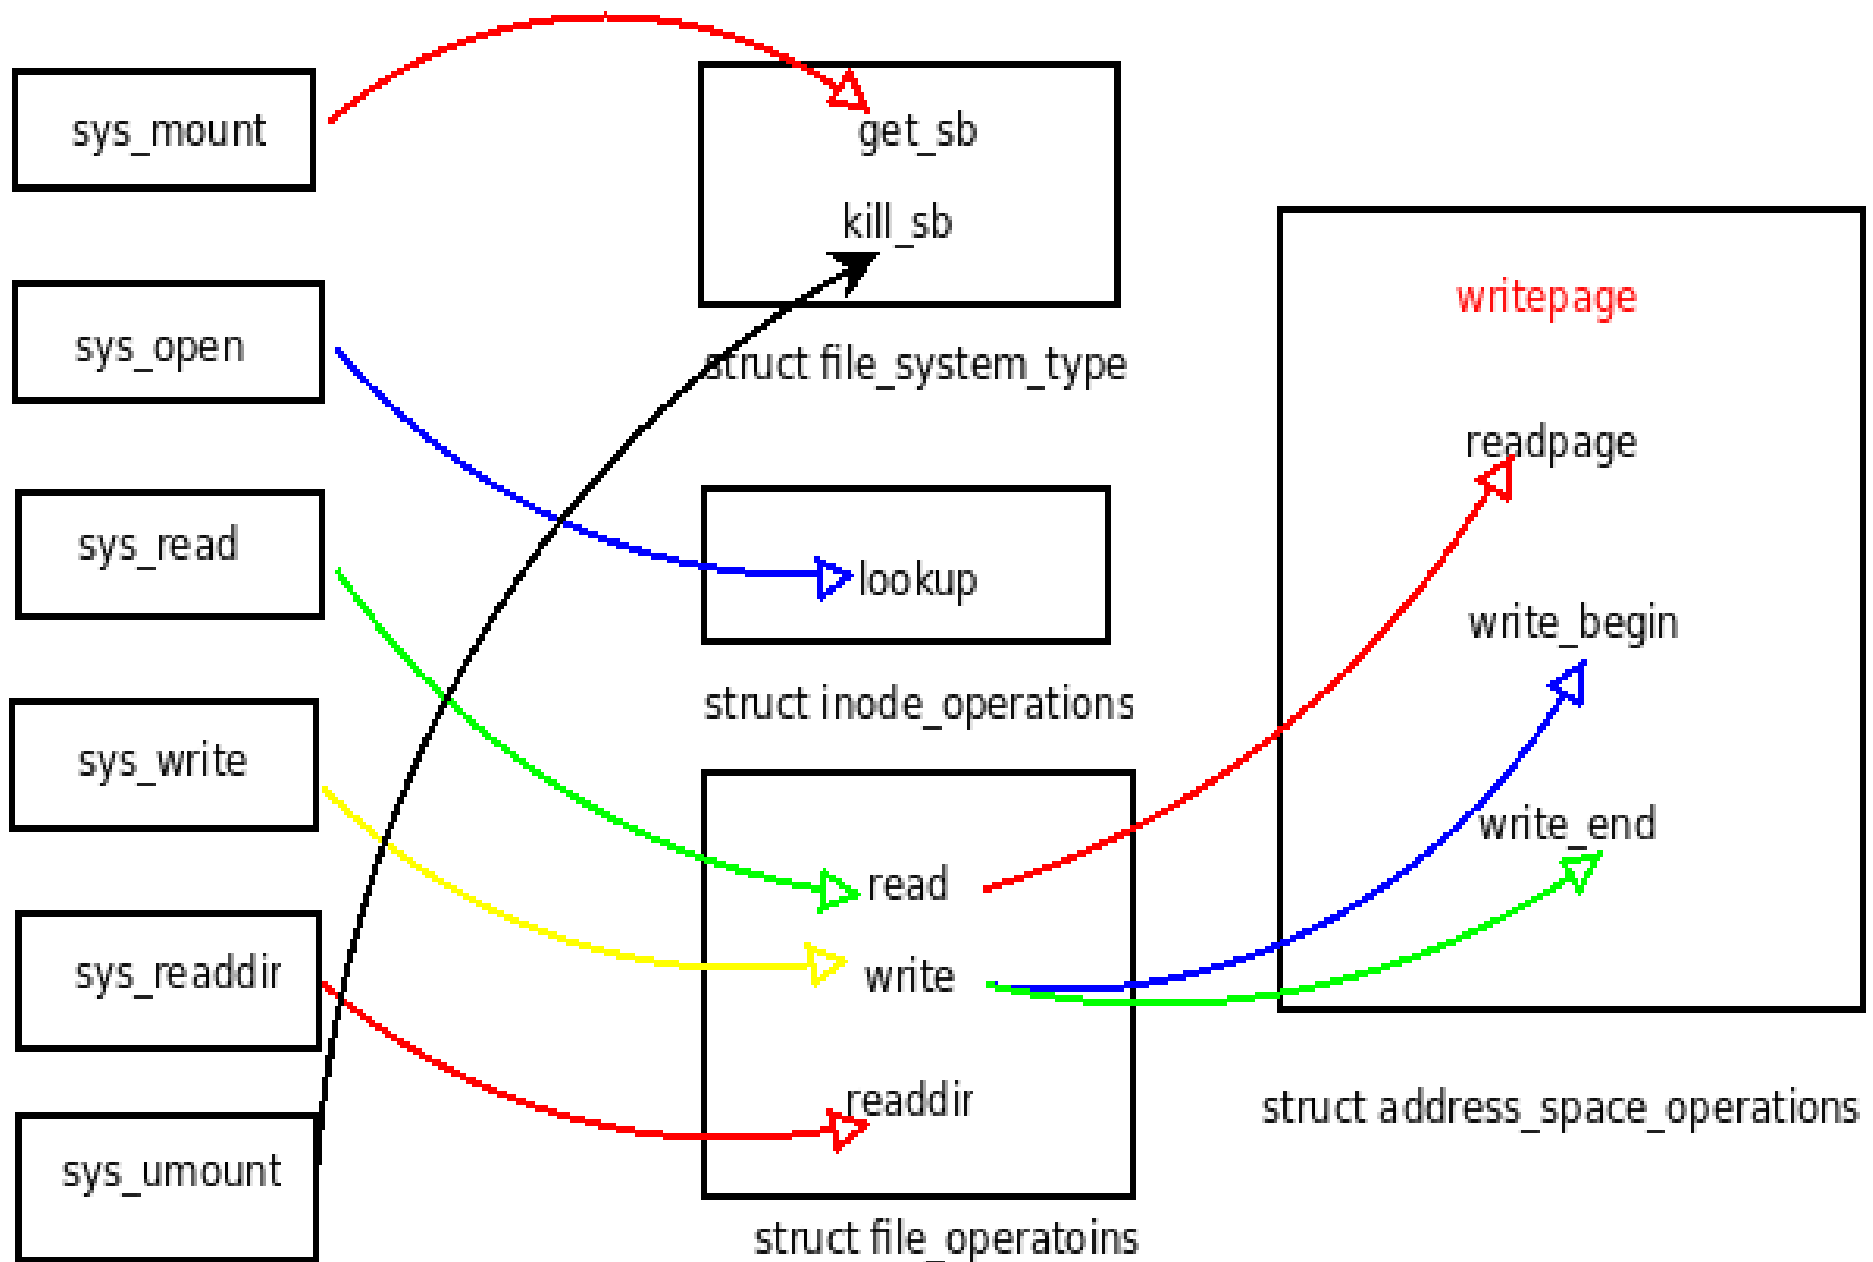 sys_mount
sys_open
sys_read
sys_write
sys_readdir
sys_umount
get_sb
kill_sb
struct file_system_type
lookup
struct inode_operations
read
write
readdir
struct file_operatoins
writepage
readpage
write_begin
write_end
struct address_space_operations